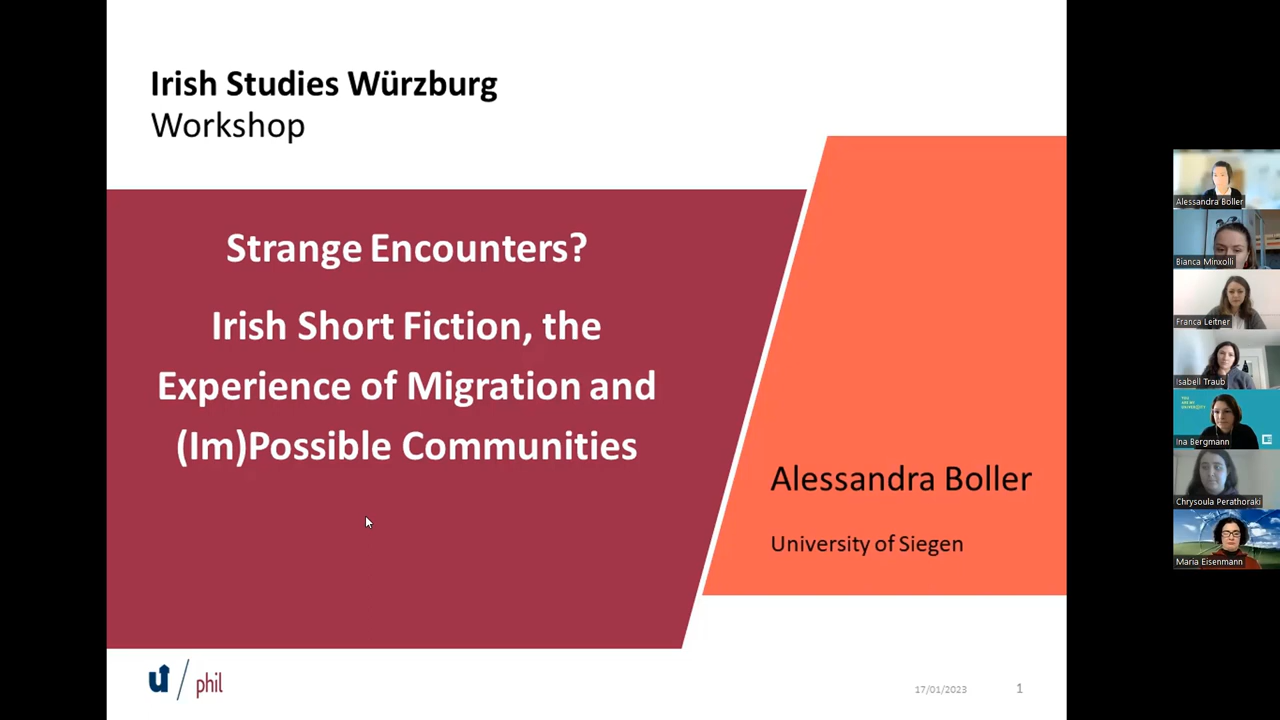 Irish Studies Würzburg
Workshop
Strange Encounters?
Irish Short Fiction, the
Experience of Migration and
(Im)Possible Communities
Alessandra Boller
University of Siegen
u / phil
17/01/2023
1
Alessandra Boller
Bianca Minxolli
Franca Leitner
Isabell Traub
Ina Bergmann
Chrysoula Perathoraki
Maria Eisenmann